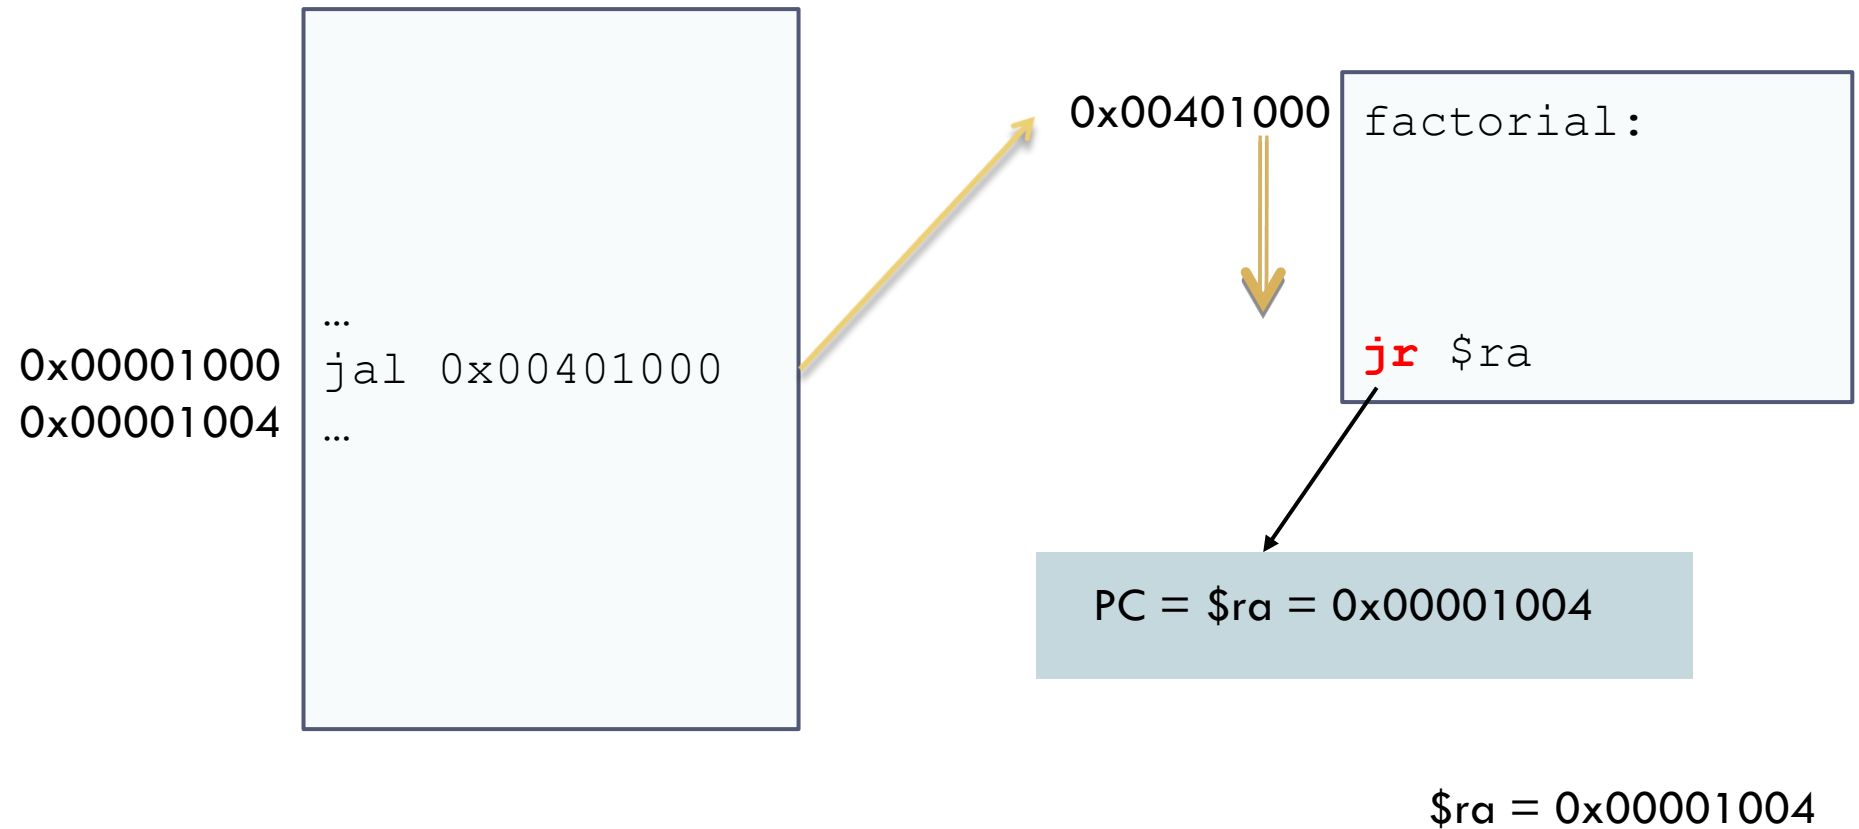 …
0x00001000 jal 0x00401000
0x00001004 …
0x00401000 factorial:
jr $ra
PC = $ra = 0x00001004
$ra = 0x00001004